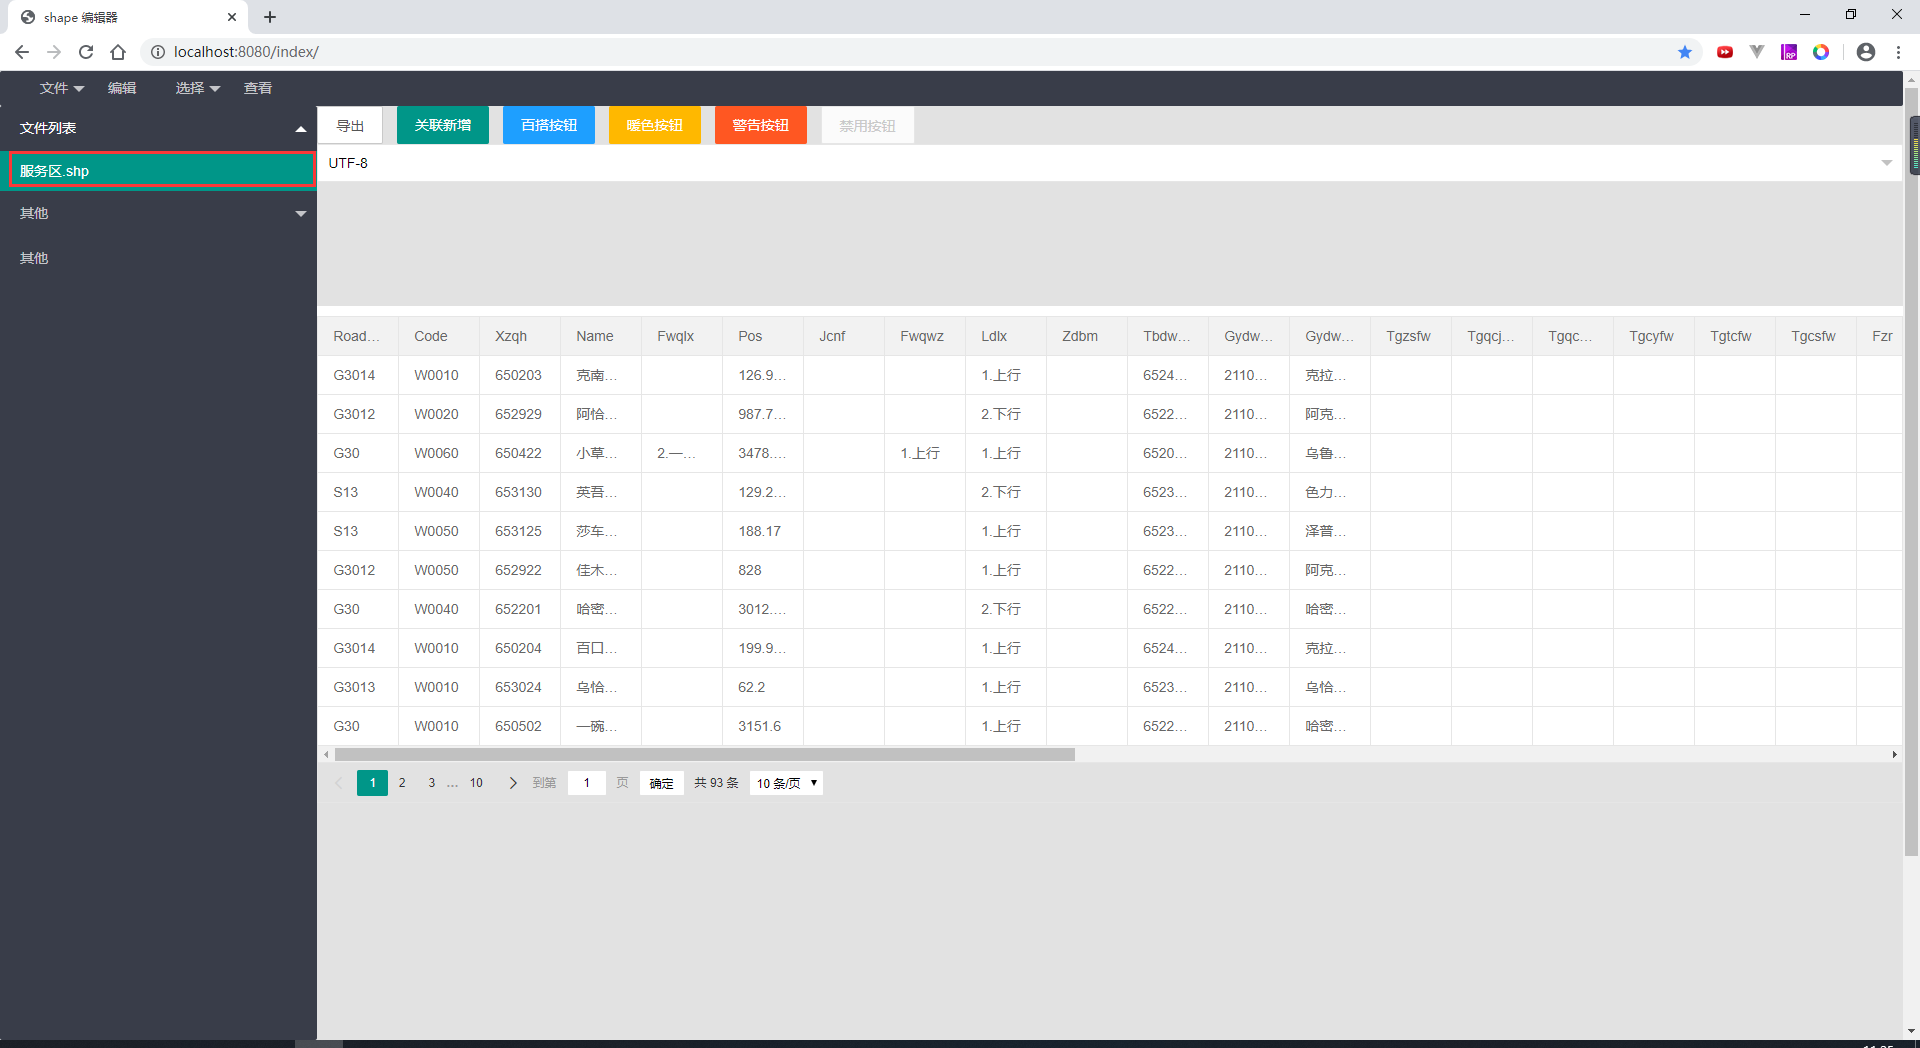 shape 编辑器
localhost:8080/index/
文件 编辑 选择 查看
文件列表
服务区.shp
其他
其他
导出 关联新增 百搭按钮 暖色按钮 警告按钮 禁用按钮
UTF-8
Road... Code Xzqh Name Fwqlx Pos Jcnf Fwqwz Ldlx Zdbm Tbdw... Gydw... Gydw... Tgzsfw Tgqcj... Tgqc... Tgcyfw Tgtcfw Tgcsfw Fzr
G3014 W0010 650203 克南... 126.9... 1.上行 6524... 2110... 克拉...
G3012 W0020 652929 阿恰... 987.7... 2.下行 6522... 2110... 阿克...
G30 W0060 650422 小草... 2.一... 3478.... 1.上行 1.上行 6520... 2110... 乌鲁...
S13 W0040 653130 英吾... 129.2... 2.下行 6523... 2110... 色力...
S13 W0050 653125 莎车... 188.17 1.上行 6523... 2110... 泽普...
G3012 W0050 652922 佳木... 828 1.上行 6522... 2110... 阿克...
G30 W0040 652201 哈密... 3012.... 2.下行 6522... 2110... 哈密...
G3014 W0010 650204 百口... 199.9... 1.上行 6524... 2110... 克拉...
G3013 W0010 653024 乌恰... 62.2 1.上行 6523... 2110... 乌恰...
G30 W0010 650502 一碗... 3151.6 1.上行 6522... 2110... 哈密...
1 2 3 ... 10 到第 1 页 确定 共 93 条 10 条/页